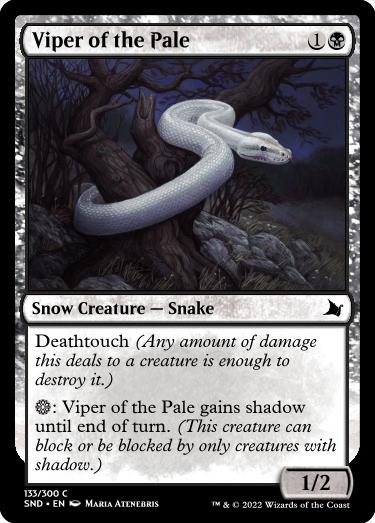 Viper of the Pale 1
Snow Creature — Snake
Deathtouch (Any amount of damage
this deals to a creature is enough to
destroy it.)
: Viper of the Pale gains shadow
until end of turn. (This creature can
block or be blocked by only creatures with
shadow.)
1/2
133/300 C
SND • EN Maria Atenebris
™ & © 2022 Wizards of the Coast